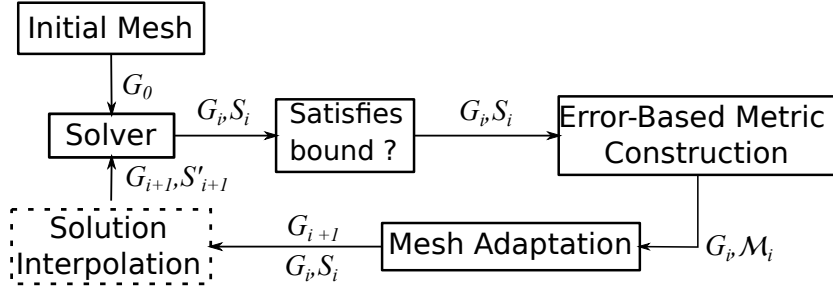 Initial Mesh
G₀
Solver
Gᵢ,Sᵢ
Satisfies
bound ?
Gᵢ,Sᵢ
Error-Based Metric
Construction
Gᵢ₊₁,S'ᵢ₊₁
Solution
Interpolation
Gᵢ₊₁
Gᵢ,Sᵢ
Mesh Adaptation
Gᵢ,ℳᵢ